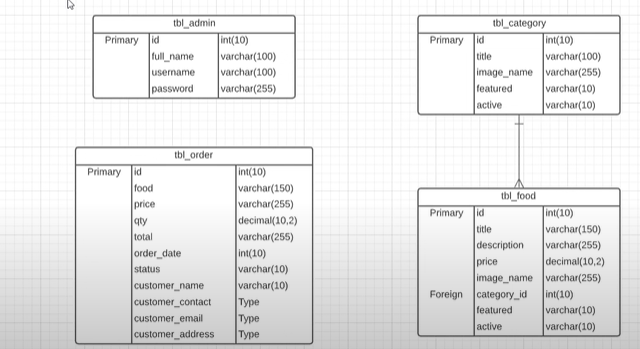 tbl_admin
Primary id int(10)
full_name varchar(100)
username varchar(100)
password varchar(255)
tbl_category
Primary id int(10)
title varchar(100)
image_name varchar(255)
featured varchar(10)
active varchar(10)
tbl_order
Primary id int(10)
food varchar(150)
price varchar(255)
qty decimal(10,2)
total varchar(255)
order_date int(10)
status varchar(10)
customer_name varchar(10)
customer_contact Type
customer_email Type
customer_address Type
tbl_food
Primary id int(10)
title varchar(150)
description varchar(255)
price decimal(10,2)
image_name varchar(255)
Foreign category_id int(10)
featured varchar(10)
active varchar(10)